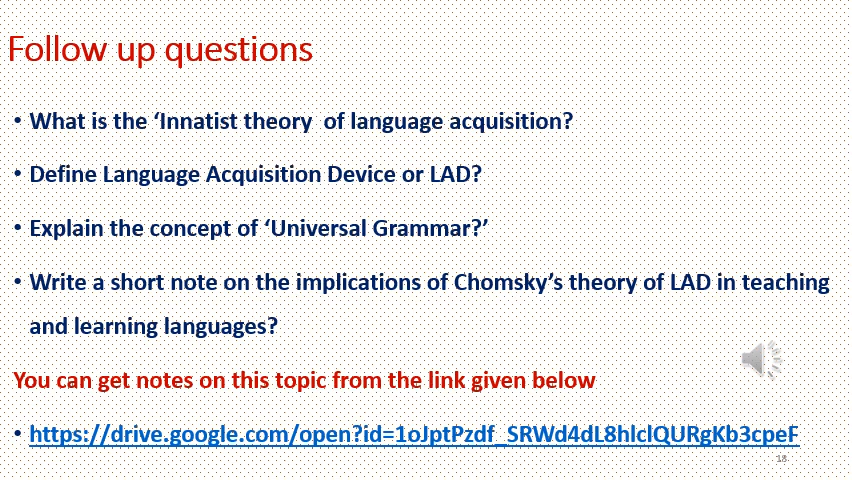 Follow up questions
• What is the ‘Innatist theory  of language acquisition?
• Define Language Acquisition Device or LAD?
• Explain the concept of ‘Universal Grammar?’
• Write a short note on the implications of Chomsky’s theory of LAD in teaching
and learning languages?
You can get notes on this topic from the link given below
• https://drive.google.com/open?id=1oJptPzdf_SRWd4dL8hlclQURgKb3cpeF
18